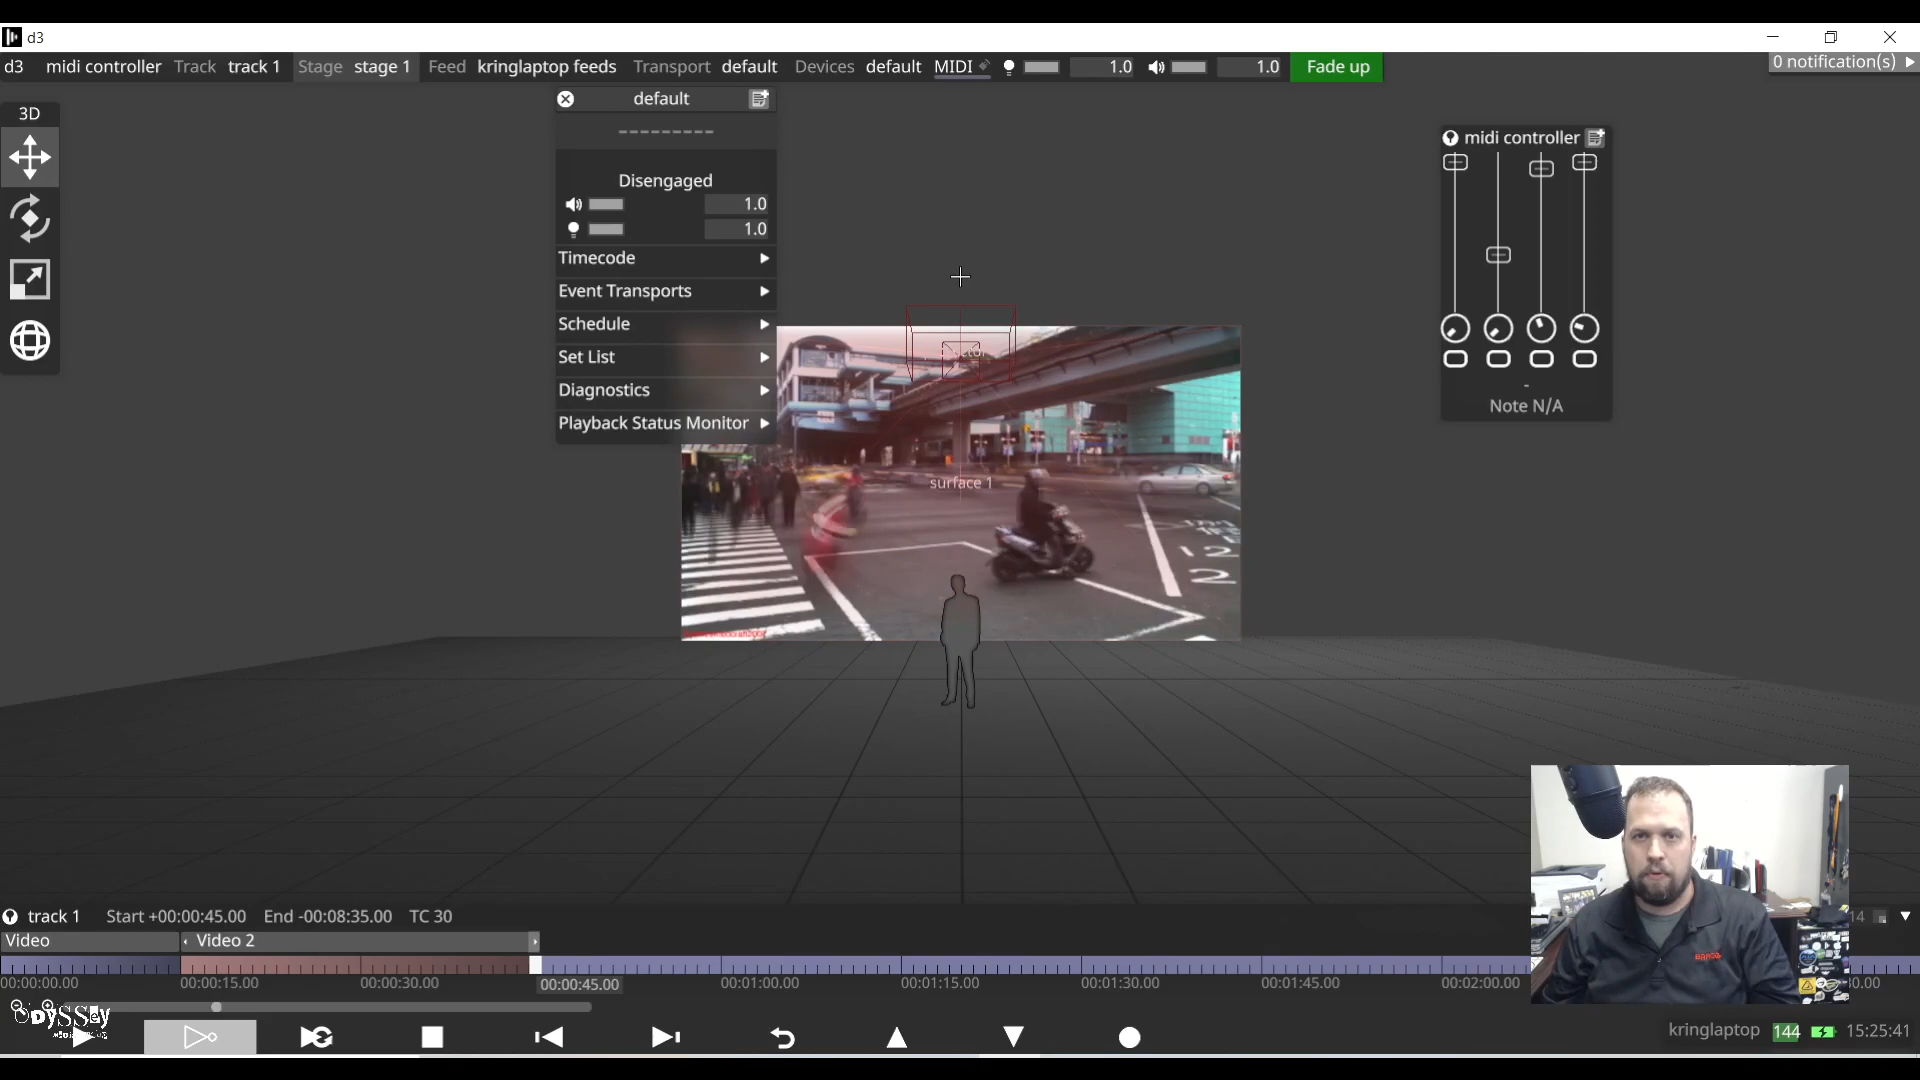 d3
d3 midi controller Track track 1 Stage stage 1 Feed kringlaptop feeds Transport default Devices default MIDI 1.0 1.0 Fade up
0 notification(s)
3D
default
---------
Disengaged
1.0
1.0
Timecode
Event Transports
Schedule
Set List
Diagnostics
Playback Status Monitor
midi controller
-
Note N/A
surface 1
12
2
track 1 Start +00:00:45.00 End -00:08:35.00 TC 30
14
Video Video 2
00:00:00.00 00:00:15.00 00:00:30.00 00:00:45.00 00:01:00.00 00:01:15.00 00:01:30.00 00:01:45.00 00:02:00.00
Odyssey
kringlaptop 144 15:25:41